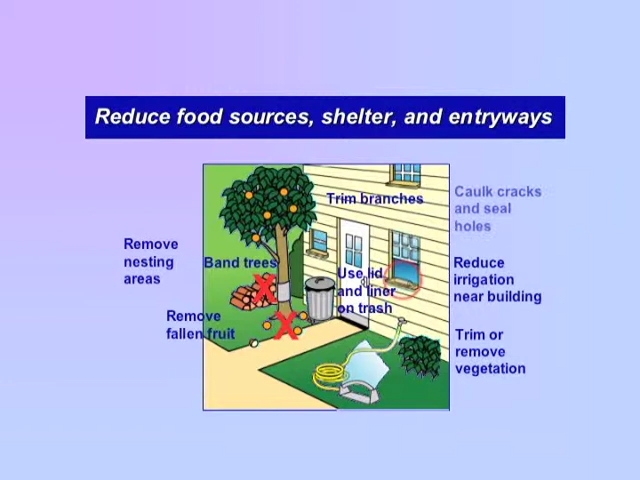 Reduce food sources, shelter, and entryways
Trim branches
Caulk cracks
and seal
holes
Remove
nesting
areas
Band trees
Use lid
and liner
on trash
Reduce
irrigation
near building
Remove
fallen fruit
Trim or
remove
vegetation
X
X